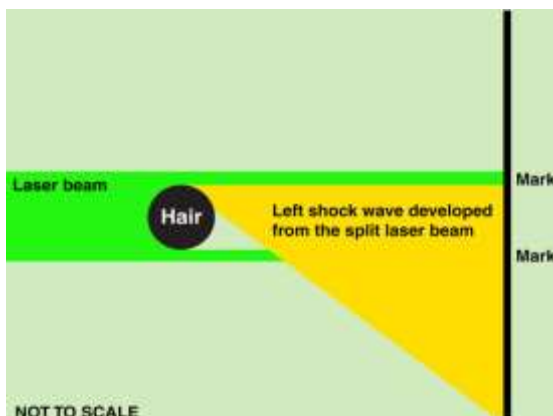 Laser beam
Mark
Hair
Left shock wave developed
from the split laser beam
Mark
NOT TO SCALE